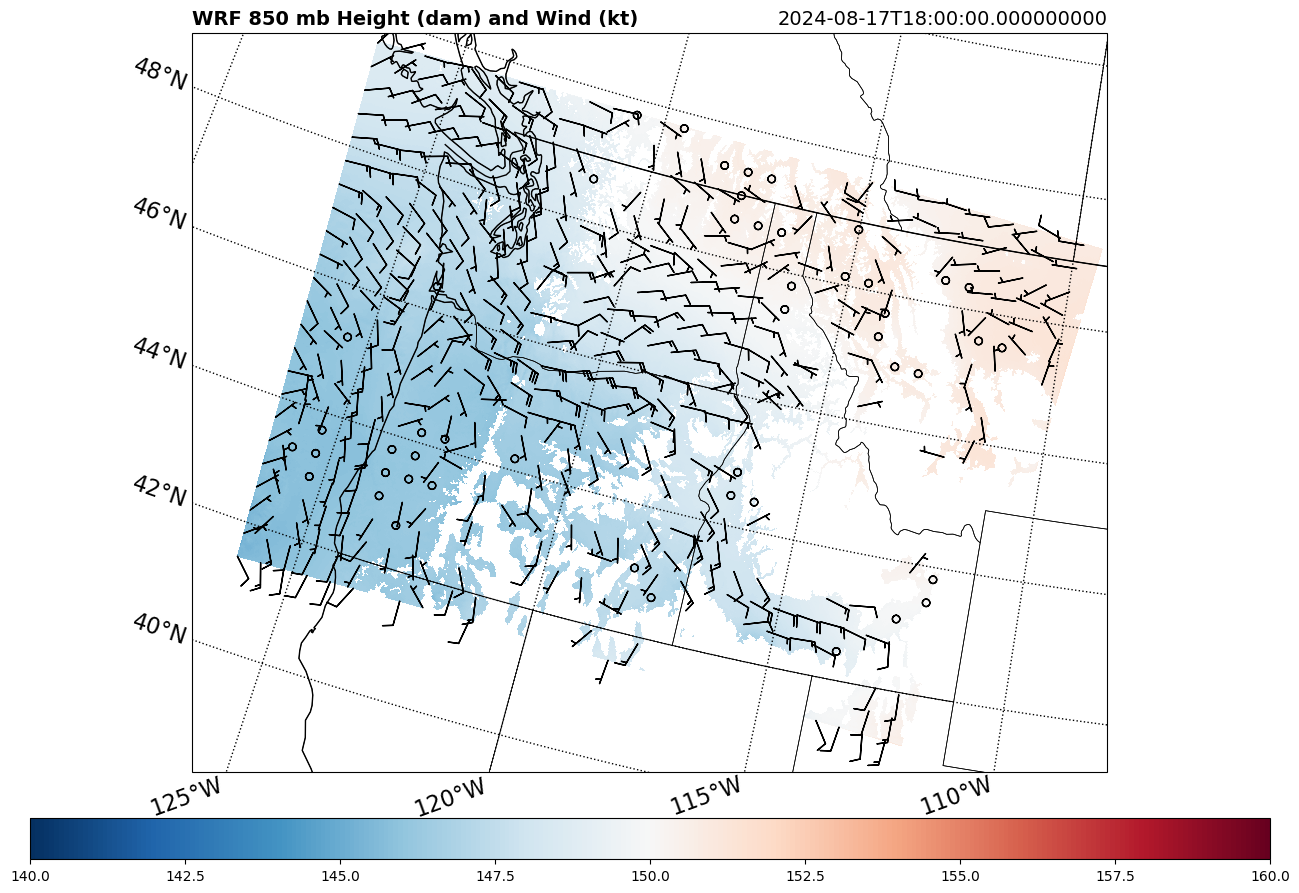 WRF 850 mb Height (dam) and Wind (kt)
2024-08-17T18:00:00.000000000
48°N
46°N
44°N
42°N
40°N
125°W
120°W
115°W
110°W
140.0
142.5
145.0
147.5
150.0
152.5
155.0
157.5
160.0